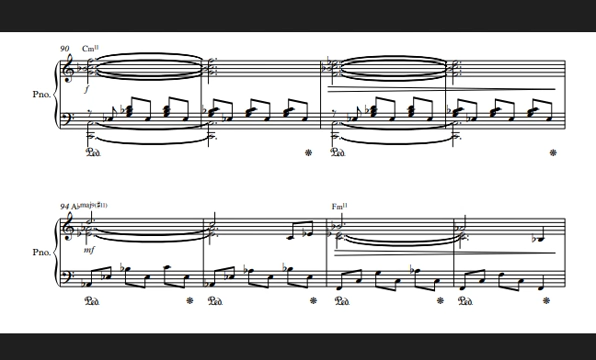 90 Cm11
Pno.
f
Ped. Ped.
94 A♭maj9(♯11) Fm11
Pno.
mf
Ped. Ped. Ped. Ped.